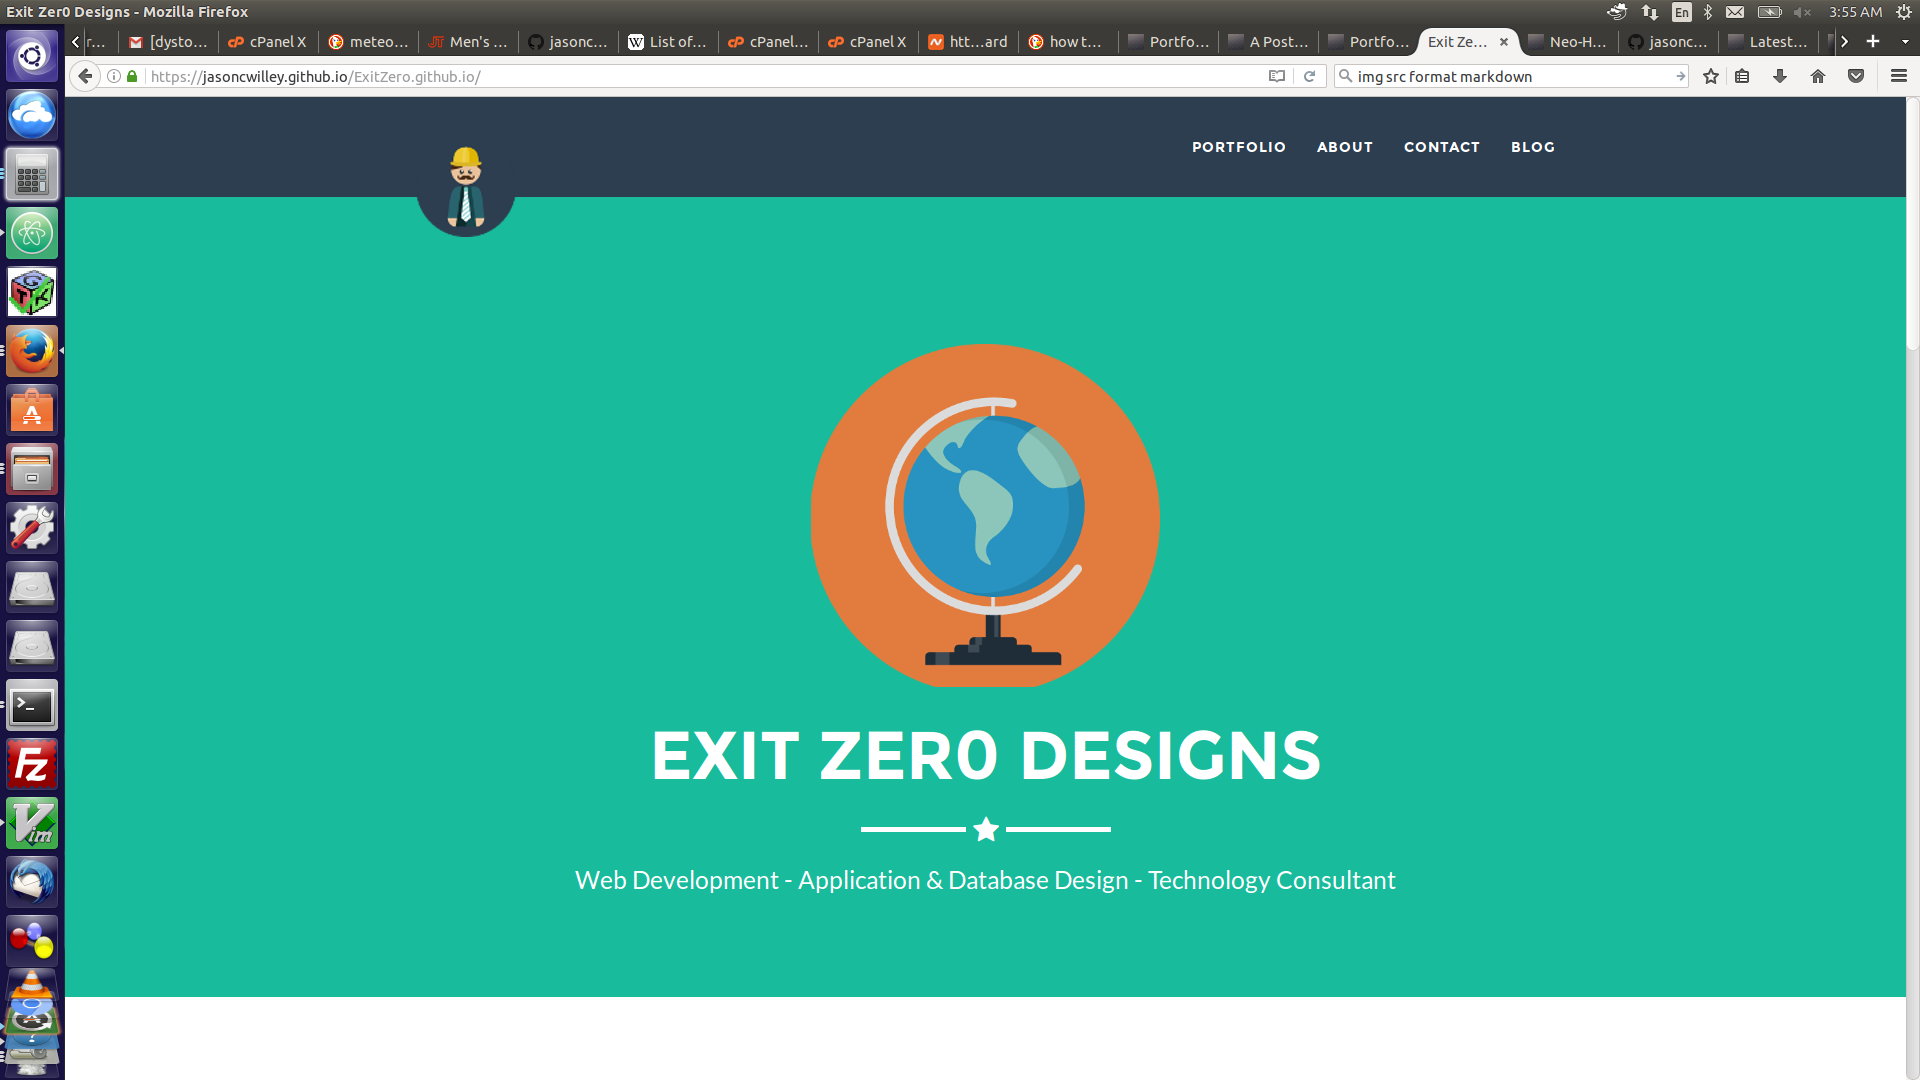 Exit Zer0 Designs - Mozilla Firefox
En
3:55 AM
r...
[dysto...
cPanel X
meteo...
Men's ...
jasonc...
List of...
cPanel...
cPanel X
htt...ard
how t...
Portfo...
A Post...
Portfo...
Exit Ze...
Neo-H...
jasonc...
Latest...
https://jasoncwilley.github.io/ExitZero.github.io/
img src format markdown
PORTFOLIO
ABOUT
CONTACT
BLOG
EXIT ZER0 DESIGNS
Web Development - Application & Database Design - Technology Consultant